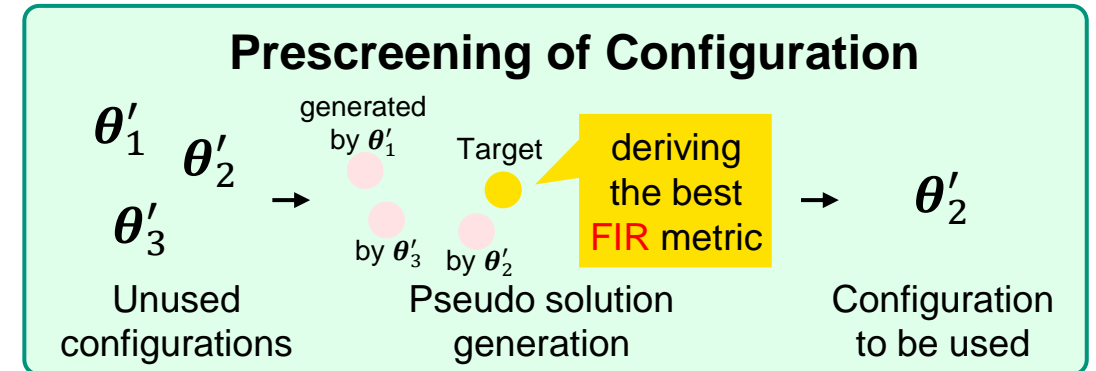 Prescreening of Configuration
𝜽′₁
𝜽′₂
𝜽′₃
generated
by 𝜽′₁
Target
by 𝜽′₃
by 𝜽′₂
deriving
the best
FIR metric
𝜽′₂
Unused
configurations
Pseudo solution
generation
Configuration
to be used